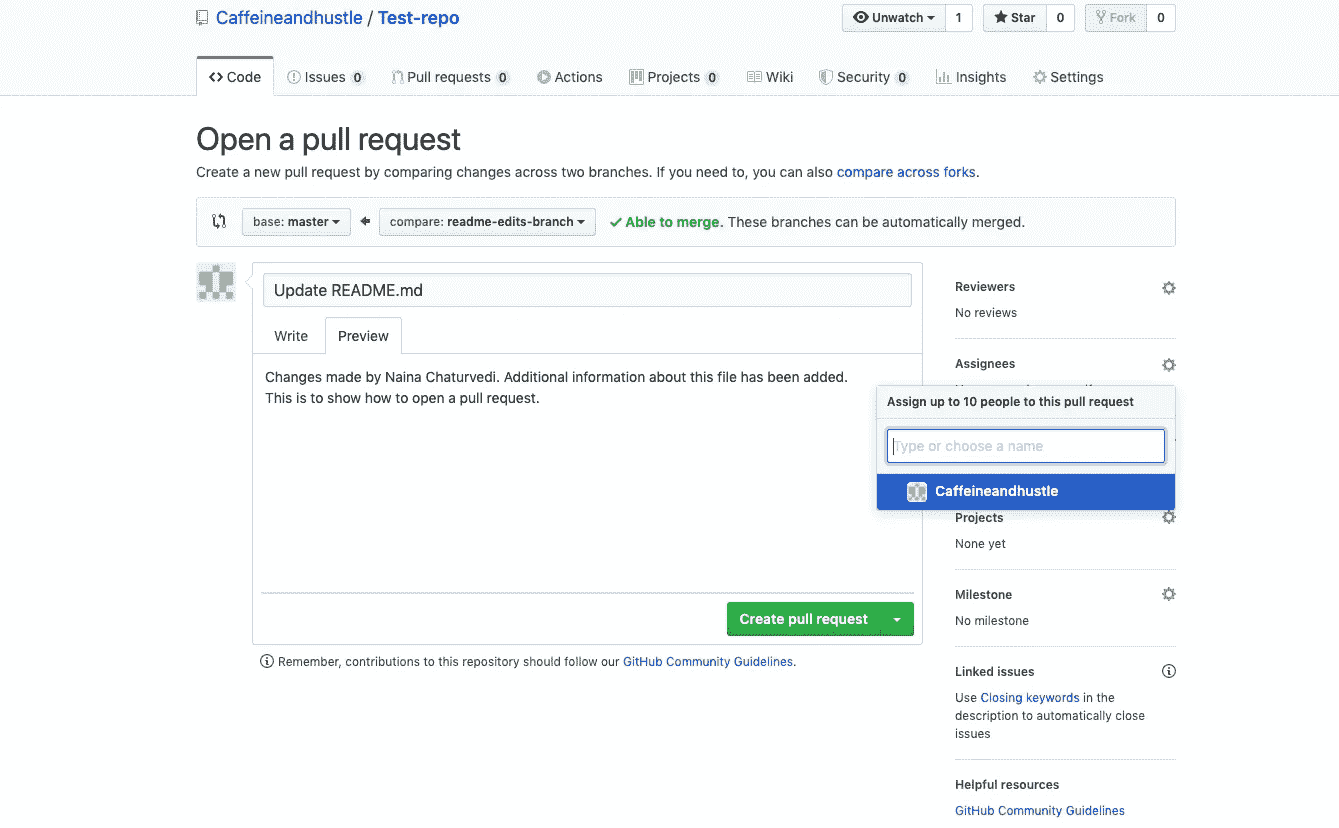 Caffeineandhustle / Test-repo
Unwatch 1 Star 0 Fork 0
Code Issues 0 Pull requests 0 Actions Projects 0 Wiki Security 0 Insights Settings
Open a pull request
Create a new pull request by comparing changes across two branches. If you need to, you can also compare across forks.
base: master compare: readme-edits-branch Able to merge. These branches can be automatically merged.
Update README.md
Write Preview
Changes made by Naina Chaturvedi. Additional information about this file has been added.
This is to show how to open a pull request.
Create pull request
Remember, contributions to this repository should follow our GitHub Community Guidelines.
Reviewers
No reviews
Assignees
Assign up to 10 people to this pull request
Type or choose a name
Caffeineandhustle
Projects
None yet
Milestone
No milestone
Linked issues
Use Closing keywords in the
description to automatically close
issues
Helpful resources
GitHub Community Guidelines